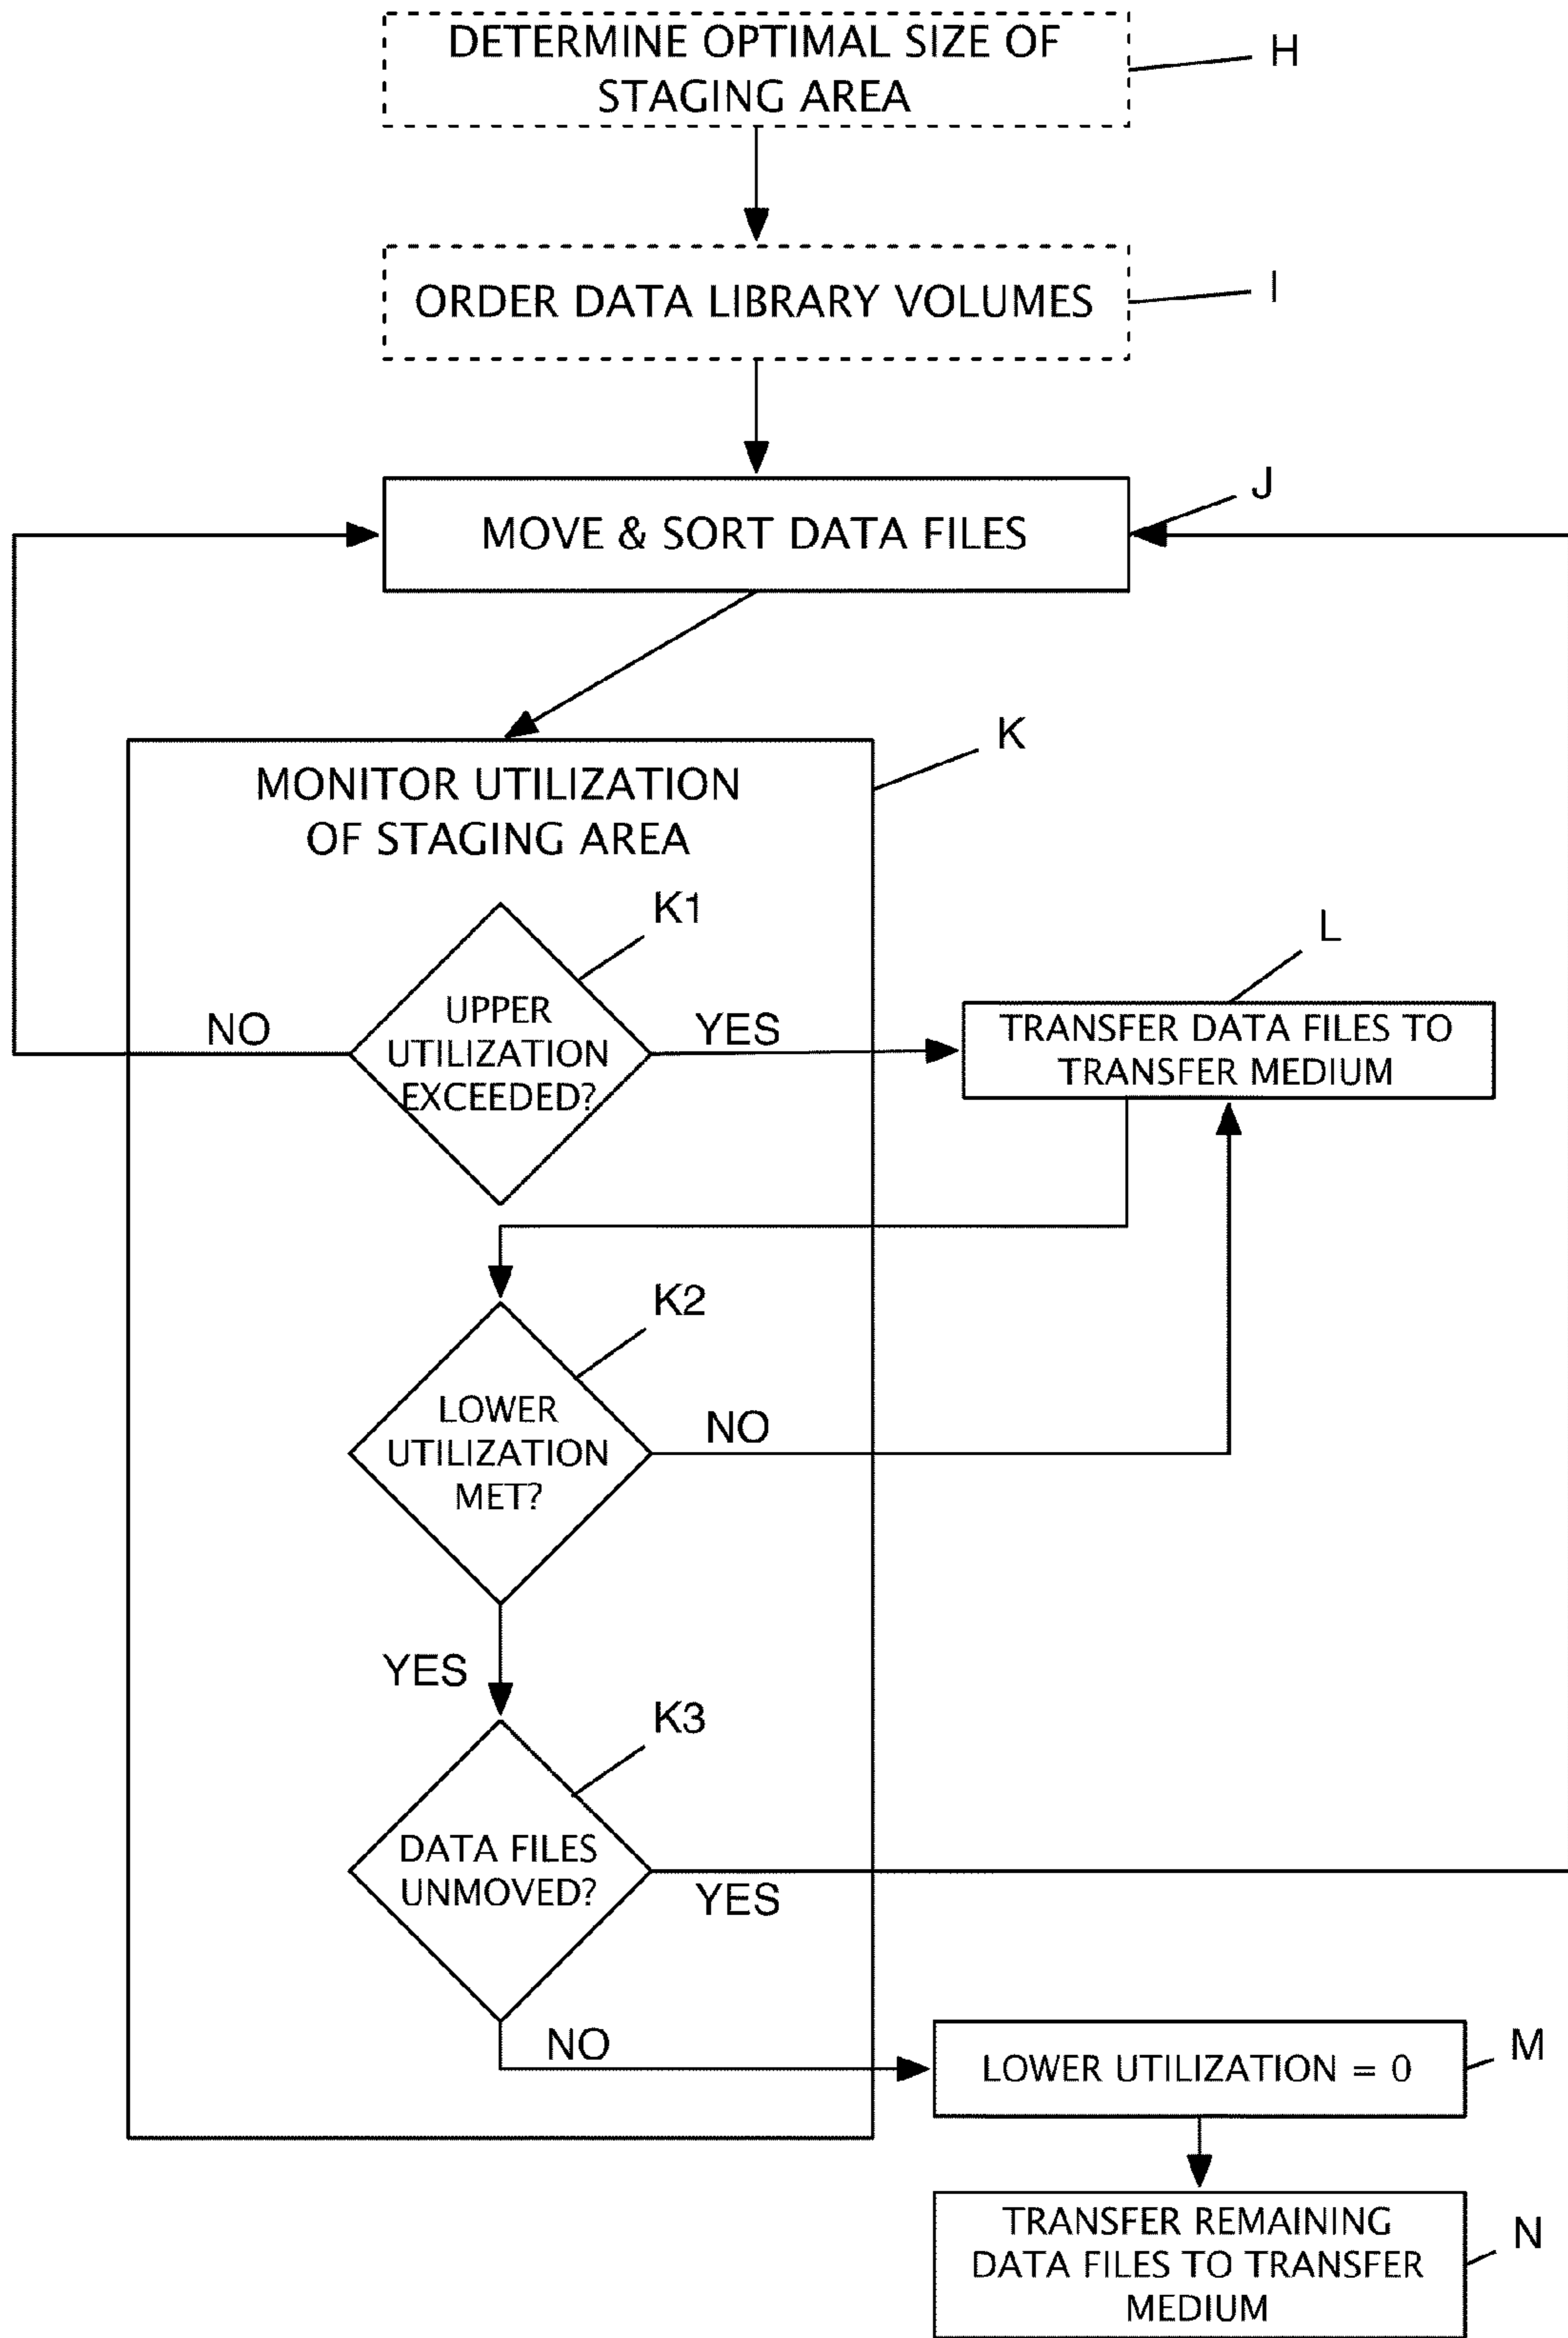 DETERMINE OPTIMAL SIZE OF
STAGING AREA
H
ORDER DATA LIBRARY VOLUMES
I
J
MOVE & SORT DATA FILES
K
MONITOR UTILIZATION
OF STAGING AREA
K1
UPPER
UTILIZATION
EXCEEDED?
NO
YES
L
TRANSFER DATA FILES TO
TRANSFER MEDIUM
K2
LOWER
UTILIZATION
MET?
NO
YES
K3
DATA FILES
UNMOVED?
YES
NO
LOWER UTILIZATION = 0
M
TRANSFER REMAINING
DATA FILES TO TRANSFER
MEDIUM
N